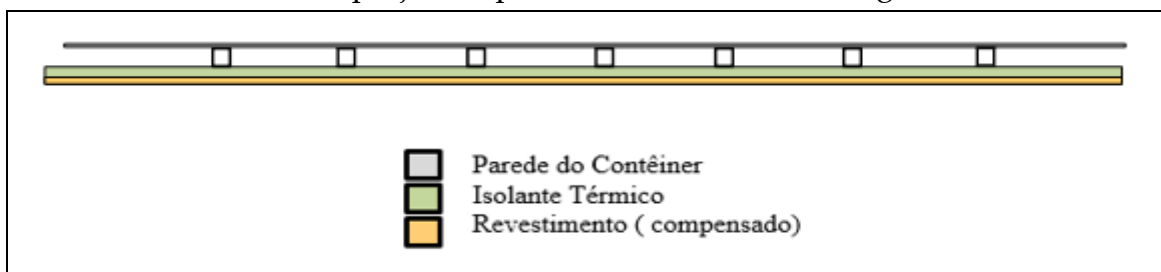 Parede do Contêiner
Isolante Térmico
Revestimento ( compensado)